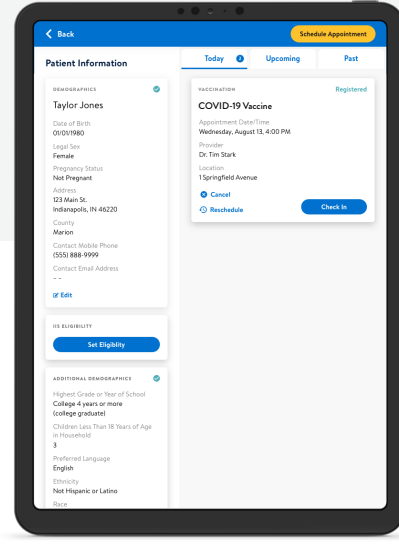 Back
Schedule Appointment
Patient Information
Today 2
Upcoming
Past
DEMOGRAPHICS
Taylor Jones
Date of Birth
01/01/1980
Legal Sex
Female
Pregnancy Status
Not Pregnant
Address
123 Main St.
Indianapolis, IN 46220
County
Marion
Contact Mobile Phone
(555) 888-9999
Contact Email Address
– –
Edit
IIS ELIGIBILITY
Set Eligiblity
ADDITIONAL DEMOGRAPHICS
Highest Grade or Year of School
College 4 years or more
(college graduate)
Children Less Than 18 Years of Age
in Household
3
Preferred Language
English
Ethnicity
Not Hispanic or Latino
Race
VACCINATION
Registered
COVID-19 Vaccine
Appointment Date/Time
Wednesday, August 13, 4:00 PM
Provider
Dr. Tim Stark
Location
1 Springfield Avenue
Cancel
Reschedule
Check In